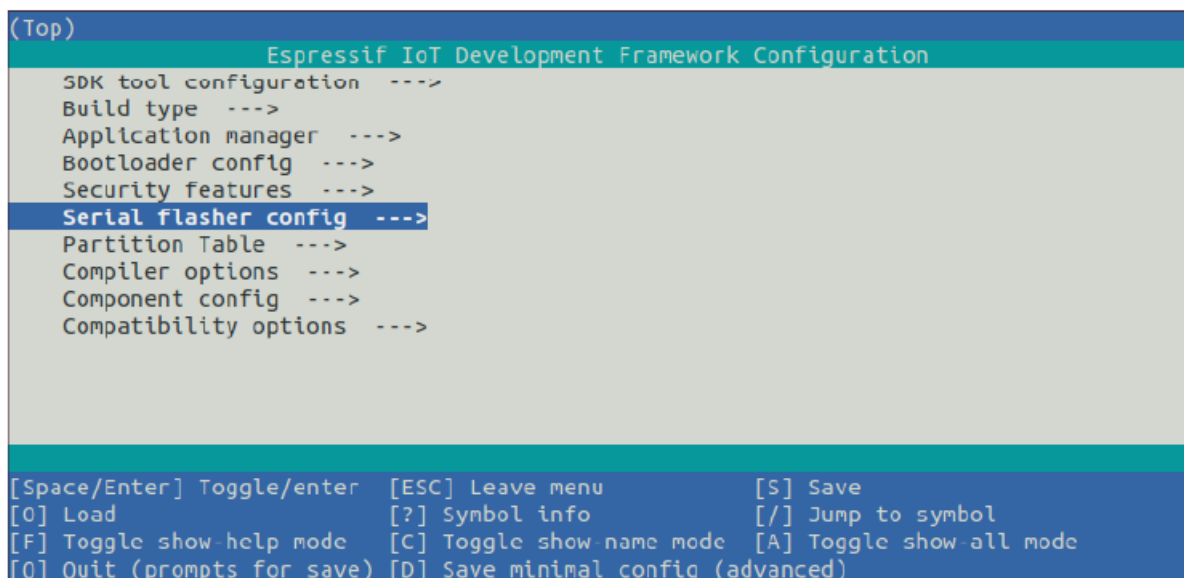 (Top)
Espressif IoT Development Framework Configuration
SDK tool configuration --->
Build type --->
Application manager --->
Bootloader config --->
Security features --->
Serial flasher config --->
Partition Table --->
Compiler options --->
Component config --->
Compatibility options --->
[Space/Enter] Toggle/enter [ESC] Leave menu [S] Save
[O] Load [?] Symbol info [/] Jump to symbol
[F] Toggle show-help mode [C] Toggle show-name mode [A] Toggle show-all mode
[Q] Quit (prompts for save) [D] Save minimal config (advanced)